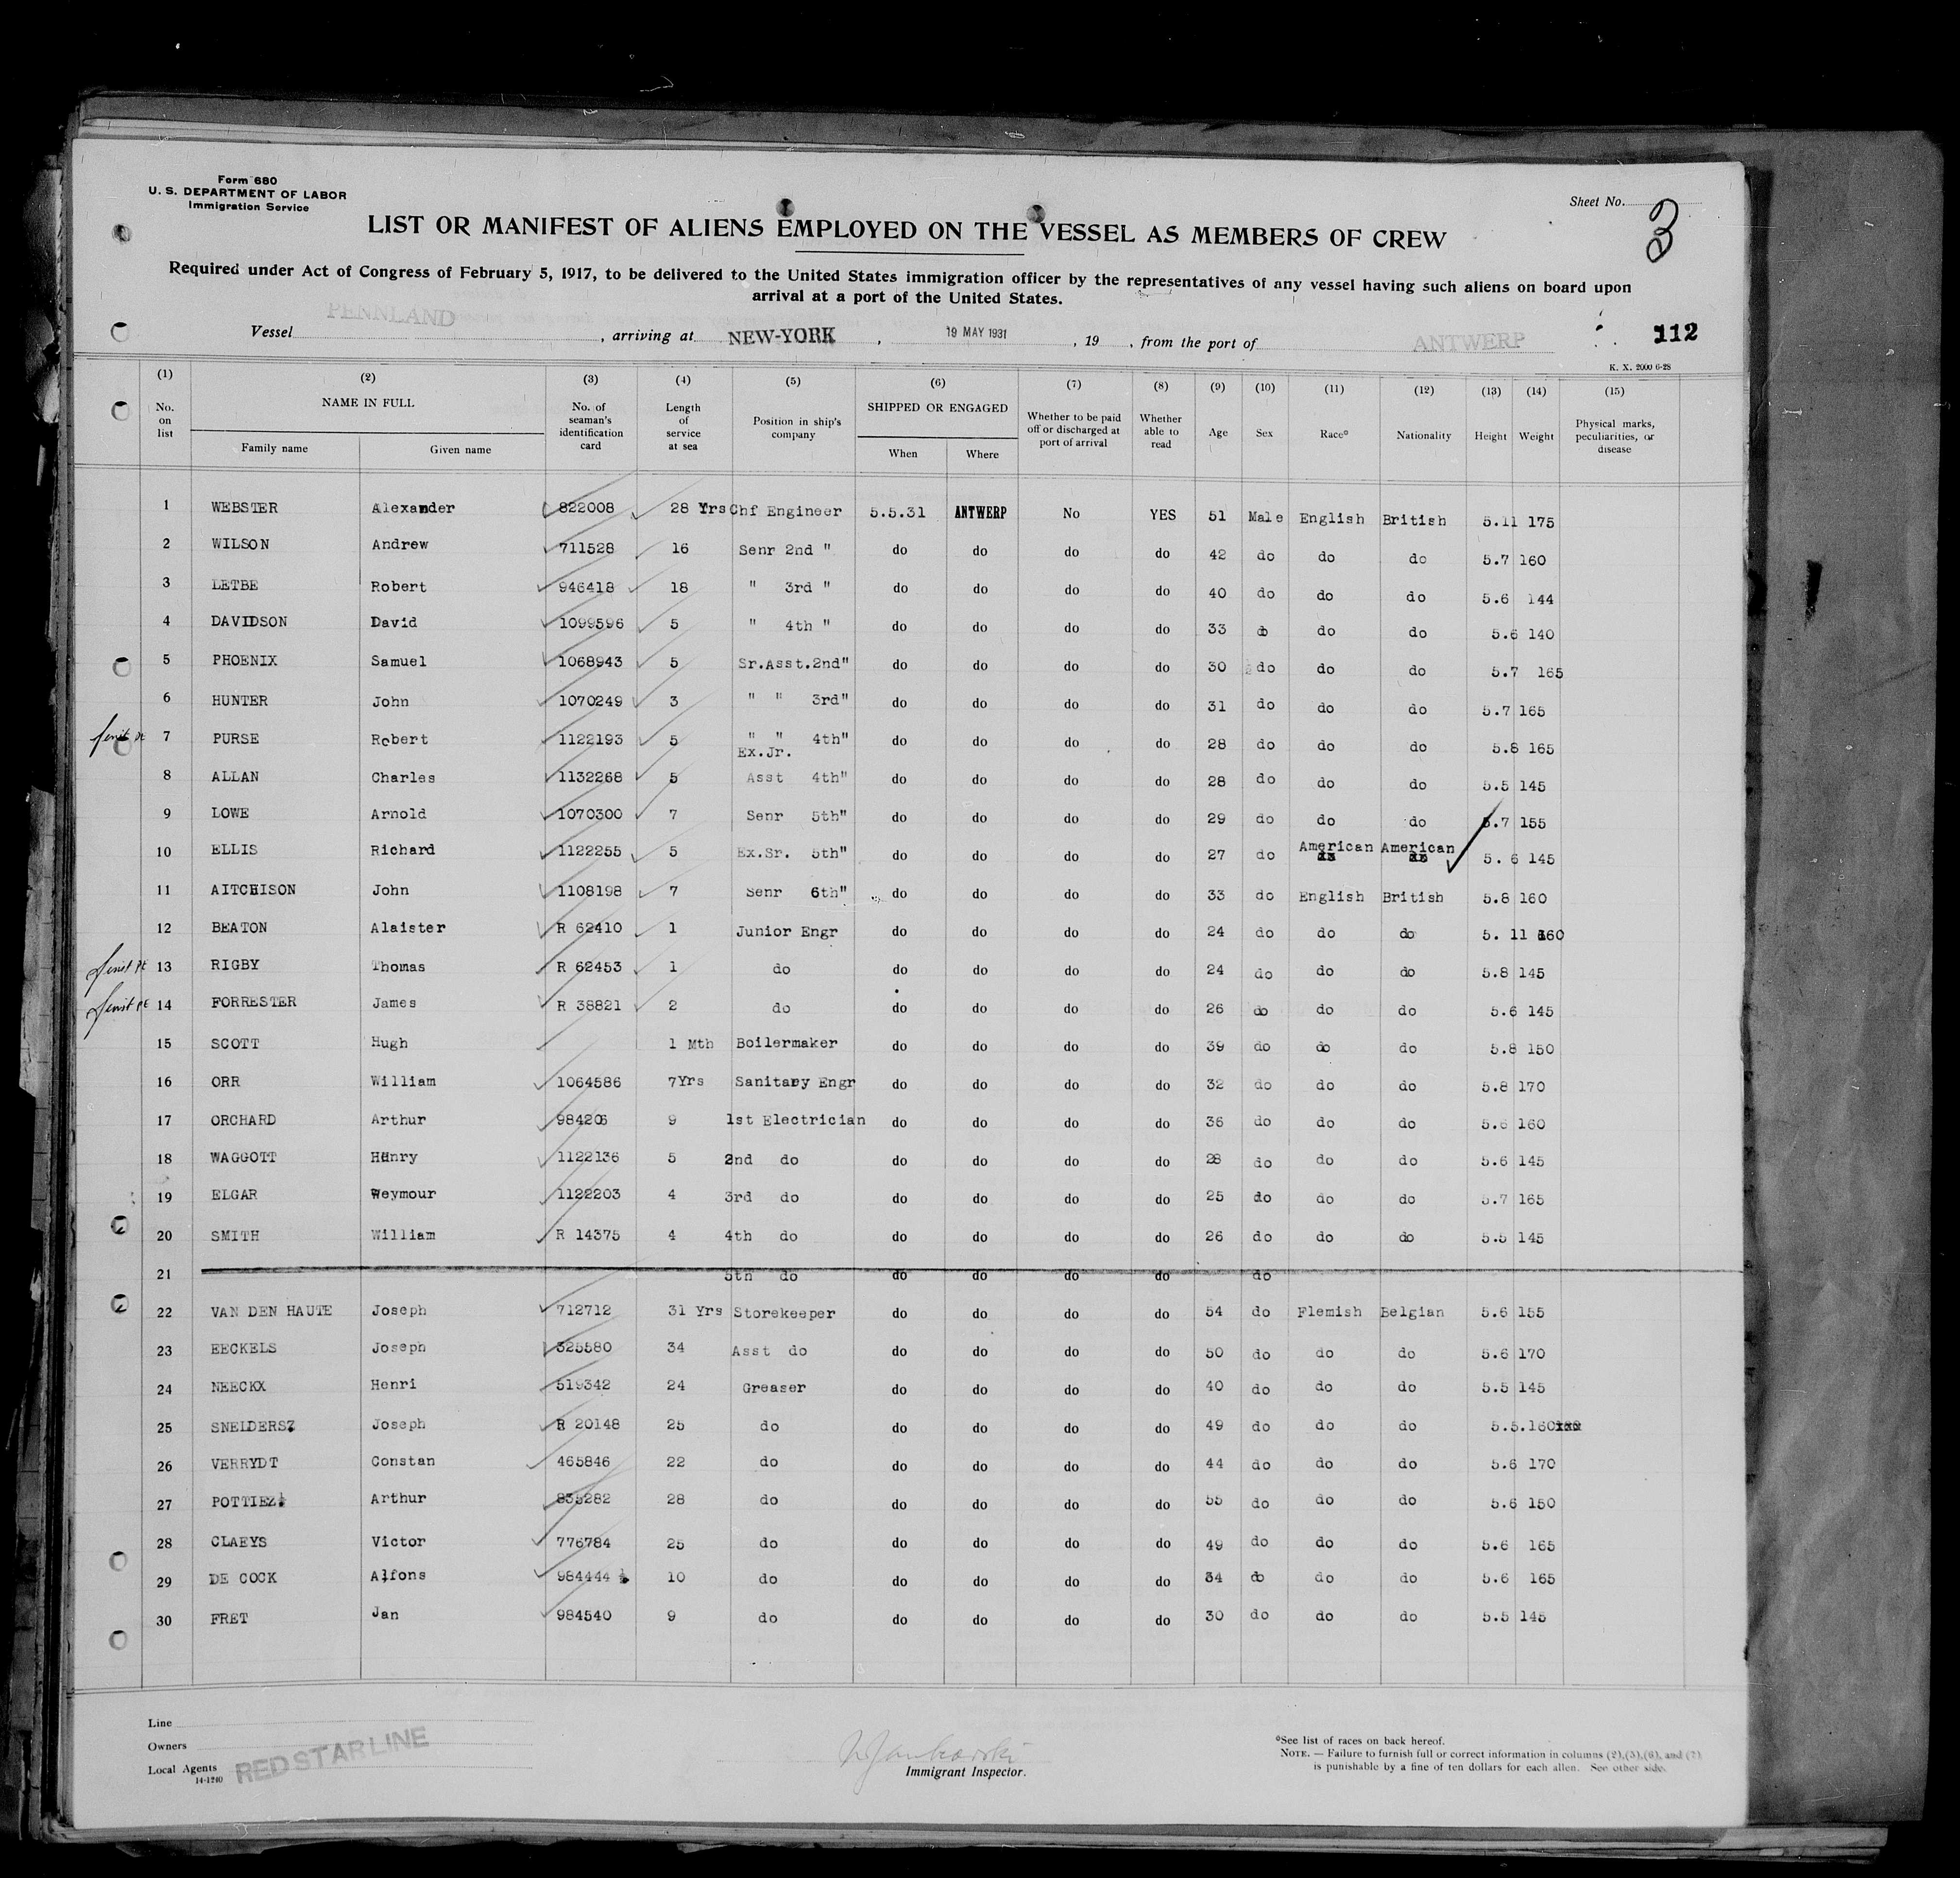 Form 680
U. S. DEPARTMENT OF LABOR
Immigration Service
Sheet No. 3
LIST OR MANIFEST OF ALIENS EMPLOYED ON THE VESSEL AS MEMBERS OF CREW
Required under Act of Congress of February 5, 1917, to be delivered to the United States immigration officer by the representatives of any vessel having such aliens on board upon
arrival at a port of the United States.
Vessel PENNLAND , arriving at NEW-YORK , 19 MAY 1931 , 19 , from the port of ANTWERP 112
K. X. 2000 6-28
(1) (2) (3) (4) (5) (6) (7) (8) (9) (10) (11) (12) (13) (14) (15)
No. on list NAME IN FULL Family name Given name No. of seaman's identification card Length of service at sea Position in ship's company SHIPPED OR ENGAGED When Where Whether to be paid off or discharged at port of arrival Whether able to read Age Sex Race* Nationality Height Weight Physical marks, peculiarities, or disease
1 WEBSTER Alexander 822008 28 Yrs Chf Engineer 5.5.31 ANTWERP No YES 51 Male English British 5.11 175
2 WILSON Andrew 711528 16 Senr 2nd " do do do do 42 do do do 5.7 160
3 LETBE Robert 946418 18 " 3rd " do do do do 40 do do do 5.6 144
4 DAVIDSON David 1099596 5 " 4th " do do do do 33 do do do 5.6 140
5 PHOENIX Samuel 1068943 5 Sr.Asst.2nd" do do do do 30 do do do 5.7 165
6 HUNTER John 1070249 3 " " 3rd" do do do do 31 do do do 5.7 165
7 PURSE Robert 1122193 5 " " 4th" do do do do 28 do do do 5.8 165
8 ALLAN Charles 1132268 5 Ex.Jr. Asst 4th" do do do do 28 do do do 5.5 145
9 LOWE Arnold 1070300 7 Senr 5th" do do do do 29 do do do 5.7 155
10 ELLIS Richard 1122255 5 Ex.Sr. 5th" do do do do 27 do American American 5.6 145
11 AITCHISON John 1108198 7 Senr 6th" do do do do 33 do English British 5.8 160
12 BEATON Alaister R 62410 1 Junior Engr do do do do 24 do do do 5. 11 160
13 RIGBY Thomas R 62453 1 do do do do do 24 do do do 5.8 145
14 FORRESTER James R 38821 2 do do do do do 26 do do do 5.6 145
15 SCOTT Hugh 1 Mth Boilermaker do do do do 39 do do do 5.8 150
16 ORR William 1064586 7Yrs Sanitary Engr do do do do 32 do do do 5.8 170
17 ORCHARD Arthur 984206 9 1st Electrician do do do do 36 do do do 5.6 160
18 WAGGOTT Henry 1122136 5 2nd do do do do do 28 do do do 5.6 145
19 ELGAR Weymour 1122203 4 3rd do do do do do 25 do do do 5.7 165
20 SMITH William R 14375 4 4th do do do do do 26 do do do 5.5 145
21 5th do do do do do do
22 VAN DEN HAUTE Joseph 712712 31 Yrs Storekeeper do do do do 54 do Flemish Belgian 5.6 155
23 EECKELS Joseph 325580 34 Asst do do do do do 50 do do do 5.6 170
24 NEECKX Henri 519342 24 Greaser do do do do 40 do do do 5.5 145
25 SNELDERS Joseph R 20148 25 do do do do do 49 do do do 5.5.160
26 VERRYDT Constan 465846 22 do do do do do 44 do do do 5.6 170
27 POTTIEZ Arthur 835282 28 do do do do do 55 do do do 5.6 150
28 CLAEYS Victor 776784 25 do do do do do 49 do do do 5.6 165
29 DE COCK Alfons 984444 10 do do do do do 34 do do do 5.6 165
30 FRET Jan 984540 9 do do do do do 30 do do do 5.5 145
Line
Owners
Local Agents RED STAR LINE
14-1240
Immigrant Inspector.
*See list of races on back hereof.
NOTE. — Failure to furnish full or correct information in columns (2),(3),(6), and (7)
is punishable by a fine of ten dollars for each alien. See other side.